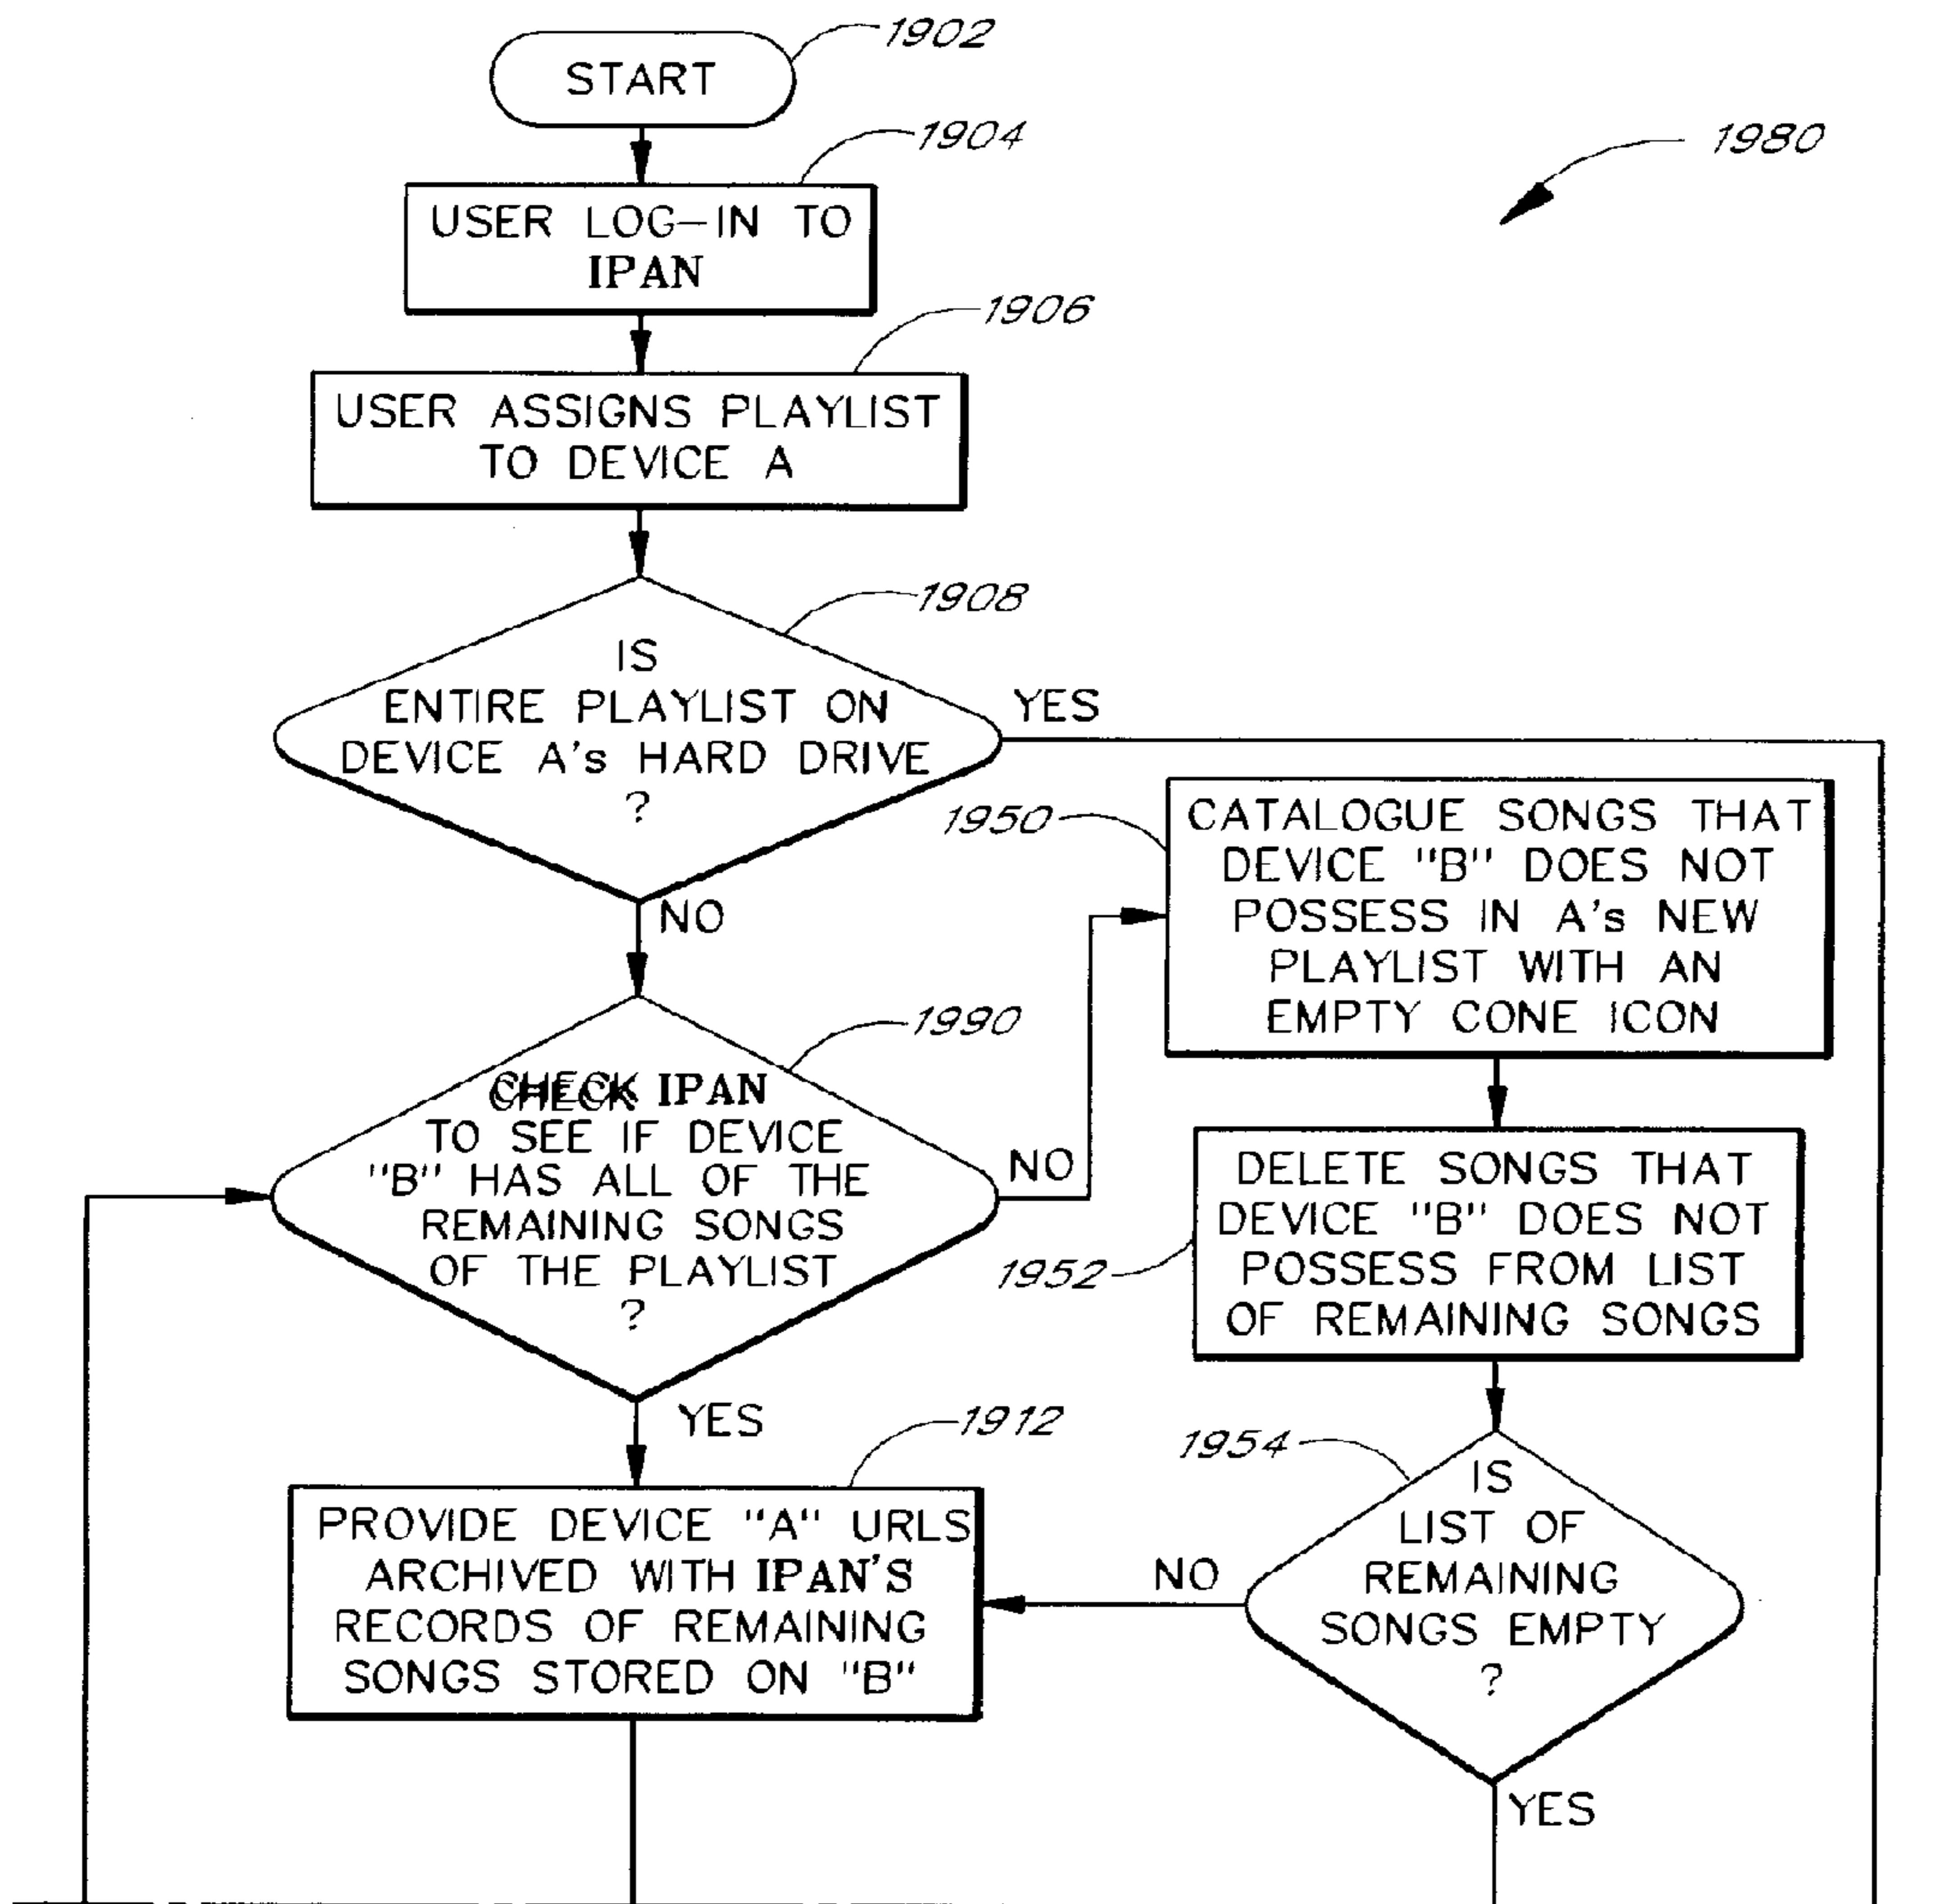 1902
START
1904
1980
USER LOG-IN TO
IPAN
1906
USER ASSIGNS PLAYLIST
TO DEVICE A
1908
IS
ENTIRE PLAYLIST ON
DEVICE A's HARD DRIVE
?
YES
NO
1950
CATALOGUE SONGS THAT
DEVICE "B" DOES NOT
POSSESS IN A's NEW
PLAYLIST WITH AN
EMPTY CONE ICON
1990
CHECK IPAN
TO SEE IF DEVICE
"B" HAS ALL OF THE
REMAINING SONGS
OF THE PLAYLIST
?
NO
YES
1952
DELETE SONGS THAT
DEVICE "B" DOES NOT
POSSESS FROM LIST
OF REMAINING SONGS
1912
PROVIDE DEVICE "A" URLS
ARCHIVED WITH IPAN'S
RECORDS OF REMAINING
SONGS STORED ON "B"
1954
IS
LIST OF
REMAINING
SONGS EMPTY
?
NO
YES